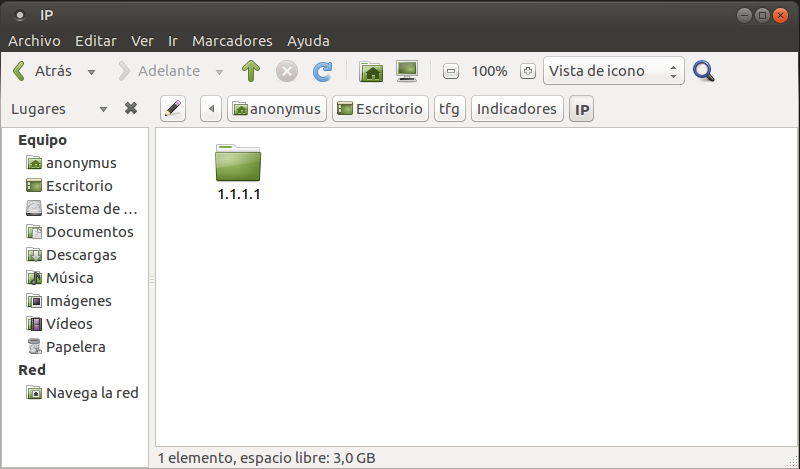 IP
Archivo Editar Ver Ir Marcadores Ayuda
Atrás Adelante 100% Vista de icono
Lugares anonymus Escritorio tfg Indicadores IP
Equipo
anonymus
Escritorio
Sistema de ...
Documentos
Descargas
Música
Imágenes
Vídeos
Papelera
Red
Navega la red
1.1.1.1
1 elemento, espacio libre: 3,0 GB